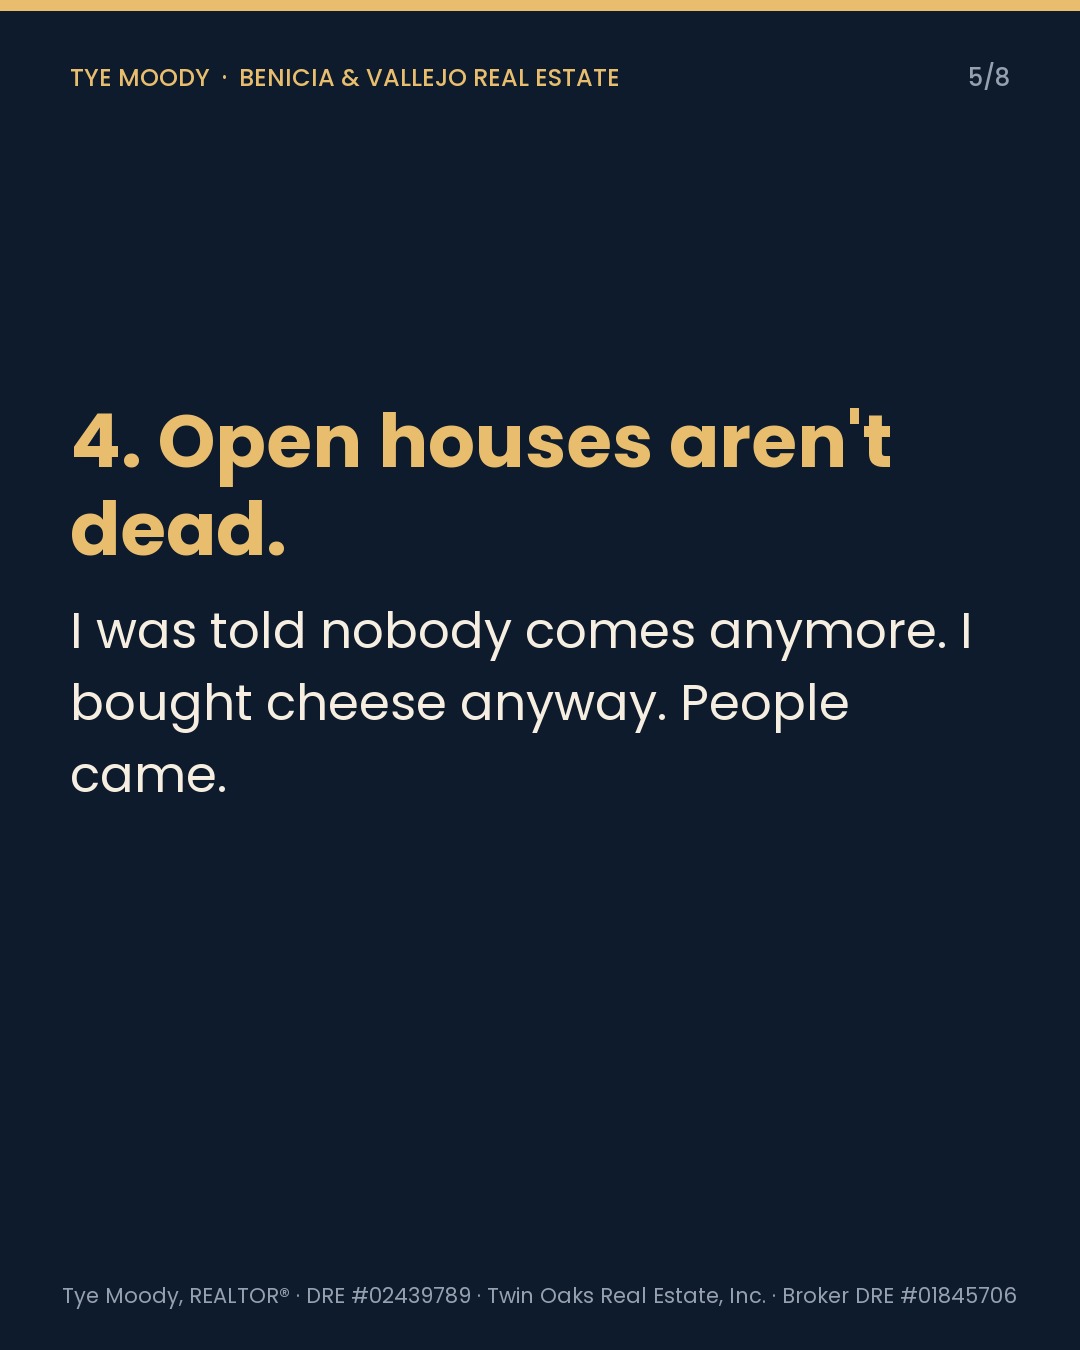 TYE MOODY · BENICIA & VALLEJO REAL ESTATE
5/8
4. Open houses aren't
dead.
I was told nobody comes anymore. I
bought cheese anyway. People
came.
Tye Moody, REALTOR® · DRE #02439789 · Twin Oaks Real Estate, Inc. · Broker DRE #01845706